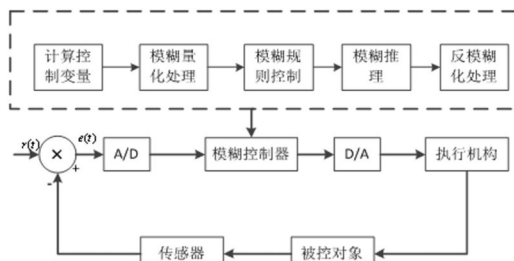 计算控
制变量
模糊量
化处理
模糊规
则控制
模糊推
理
反模糊
化处理
r(t)
e(t)
×
+
-
A/D
模糊控制器
D/A
执行机构
传感器
被控对象